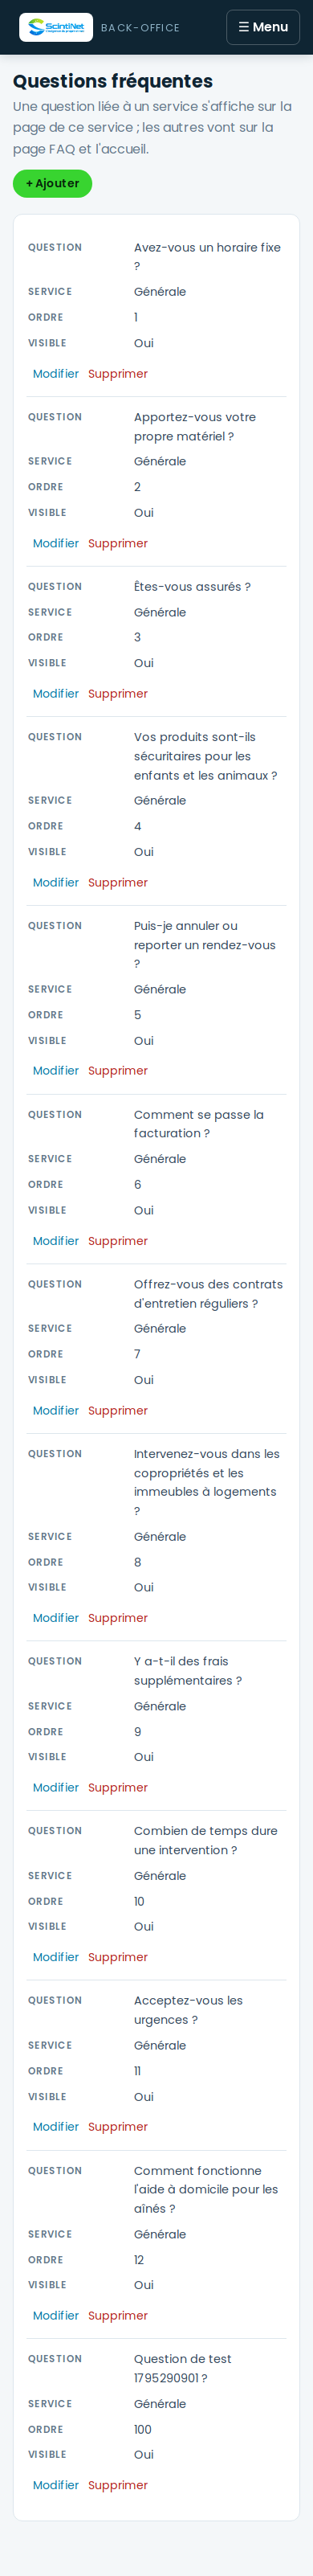 ScintiNet
BACK-OFFICE
☰ Menu
Questions fréquentes
Une question liée à un service s'affiche sur la
page de ce service ; les autres vont sur la
page FAQ et l'accueil.
+ Ajouter
QUESTION Avez-vous un horaire fixe
?
SERVICE Générale
ORDRE 1
VISIBLE Oui
Modifier Supprimer
QUESTION Apportez-vous votre
propre matériel ?
SERVICE Générale
ORDRE 2
VISIBLE Oui
Modifier Supprimer
QUESTION Êtes-vous assurés ?
SERVICE Générale
ORDRE 3
VISIBLE Oui
Modifier Supprimer
QUESTION Vos produits sont-ils
sécuritaires pour les
enfants et les animaux ?
SERVICE Générale
ORDRE 4
VISIBLE Oui
Modifier Supprimer
QUESTION Puis-je annuler ou
reporter un rendez-vous
?
SERVICE Générale
ORDRE 5
VISIBLE Oui
Modifier Supprimer
QUESTION Comment se passe la
facturation ?
SERVICE Générale
ORDRE 6
VISIBLE Oui
Modifier Supprimer
QUESTION Offrez-vous des contrats
d'entretien réguliers ?
SERVICE Générale
ORDRE 7
VISIBLE Oui
Modifier Supprimer
QUESTION Intervenez-vous dans les
copropriétés et les
immeubles à logements
?
SERVICE Générale
ORDRE 8
VISIBLE Oui
Modifier Supprimer
QUESTION Y a-t-il des frais
supplémentaires ?
SERVICE Générale
ORDRE 9
VISIBLE Oui
Modifier Supprimer
QUESTION Combien de temps dure
une intervention ?
SERVICE Générale
ORDRE 10
VISIBLE Oui
Modifier Supprimer
QUESTION Acceptez-vous les
urgences ?
SERVICE Générale
ORDRE 11
VISIBLE Oui
Modifier Supprimer
QUESTION Comment fonctionne
l'aide à domicile pour les
aînés ?
SERVICE Générale
ORDRE 12
VISIBLE Oui
Modifier Supprimer
QUESTION Question de test
1795290901 ?
SERVICE Générale
ORDRE 100
VISIBLE Oui
Modifier Supprimer